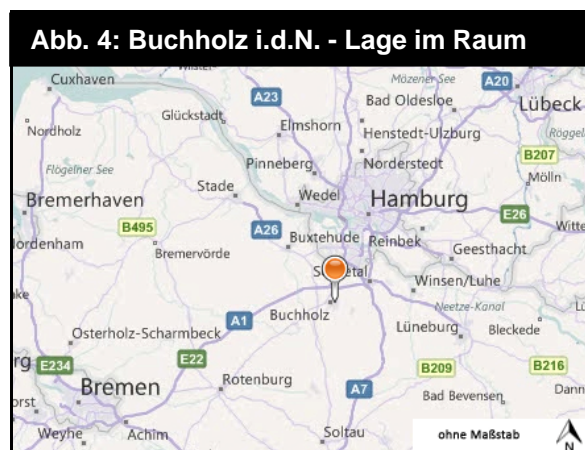 Abb. 4: Buchholz i.d.N. - Lage im Raum
Cuxhaven
Mözener See
A20
A23
Bad Oldesloe
Lübeck
Nordholz
Glückstadt
Elmshorn
Henstedt-Ulzburg
B207
Flögelner See
Pinneberg
Norderstedt
Mölln
Bremerhaven
Stade
Wedel
Hamburg
E26
B495
A26
Buxtehude
Reinbek
Geesthacht
Bremervörde
Winsen/Luhe
Neetze-Kanal
Buchholz
A1
Lüneburg
Bleckede
Osterholz-Scharmbeck
E234
E22
B209
B216
Bremen
Rotenburg
A7
Bad Bevensen
Weyhe
Achim
Soltau
ohne Maßstab
N